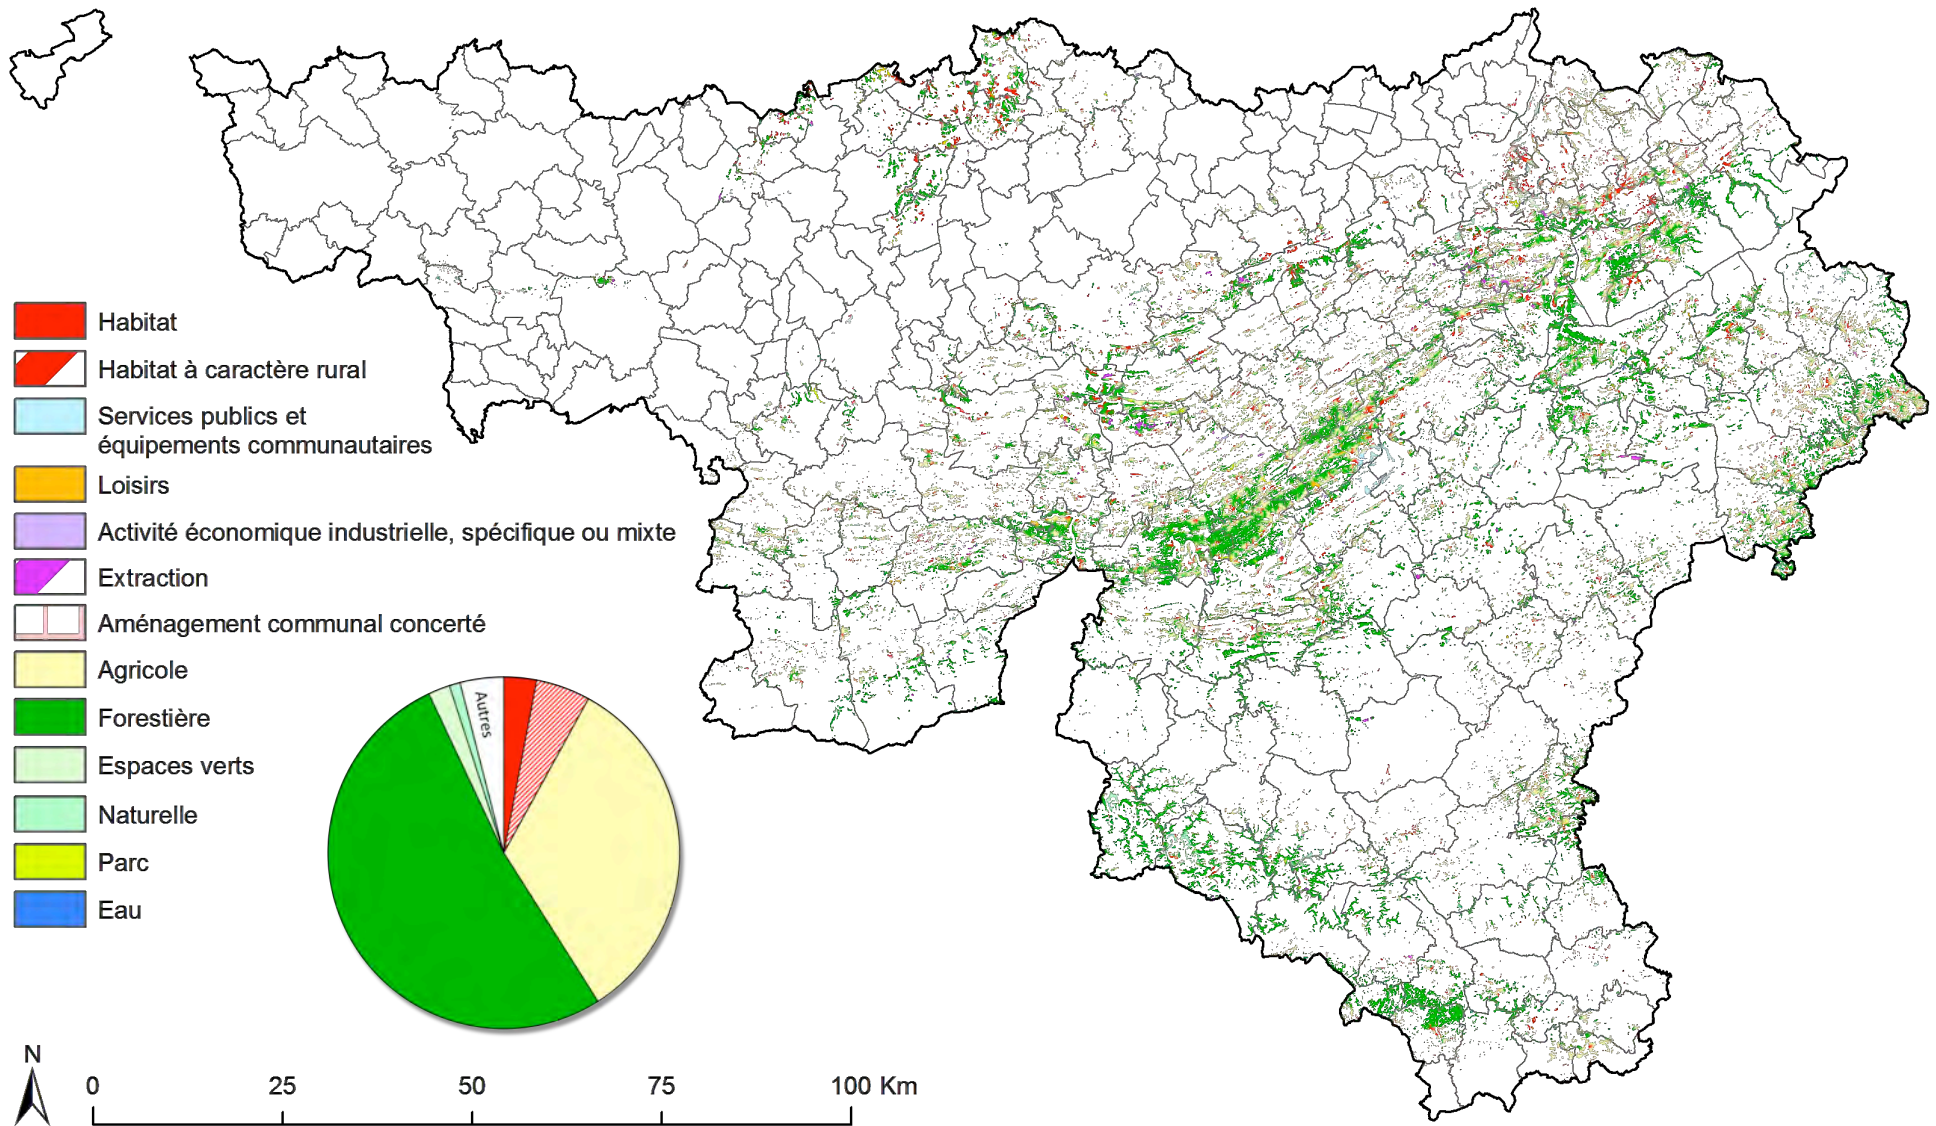 Habitat
Habitat à caractère rural
Services publics et
équipements communautaires
Loisirs
Activité économique industrielle, spécifique ou mixte
Extraction
Aménagement communal concerté
Agricole
Forestière
Espaces verts
Naturelle
Parc
Eau
Autres
N
0 25 50 75 100 Km